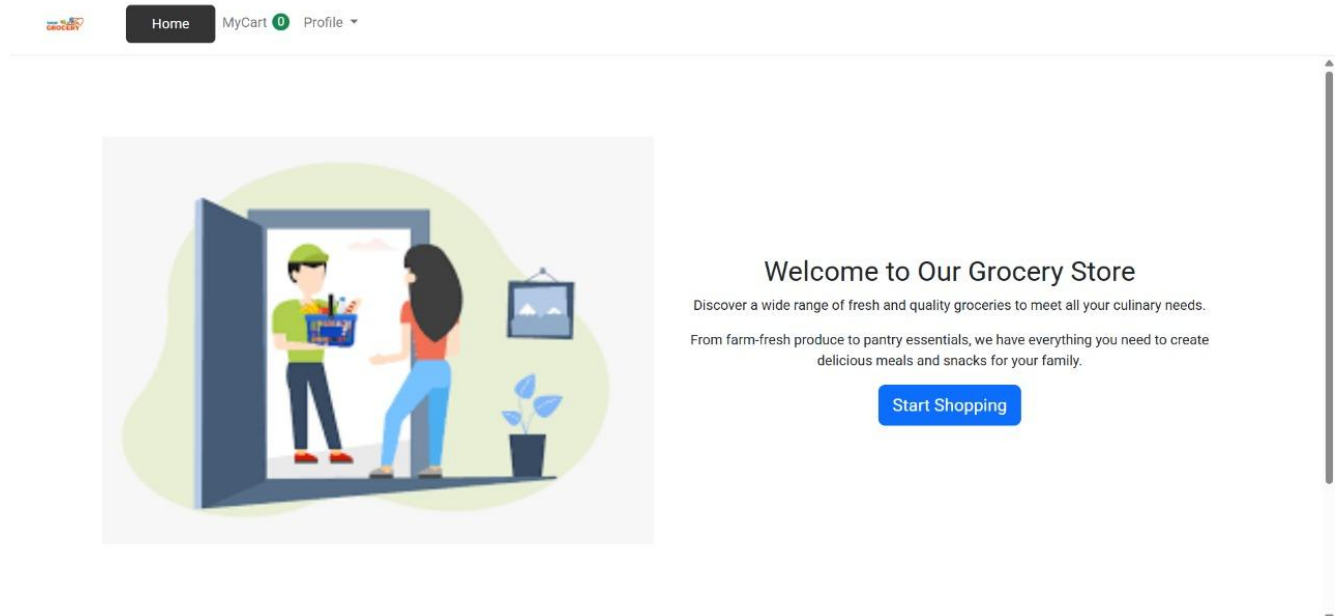 GROCERY
Home
MyCart 0
Profile
Welcome to Our Grocery Store
Discover a wide range of fresh and quality groceries to meet all your culinary needs.
From farm-fresh produce to pantry essentials, we have everything you need to create
delicious meals and snacks for your family.
Start Shopping